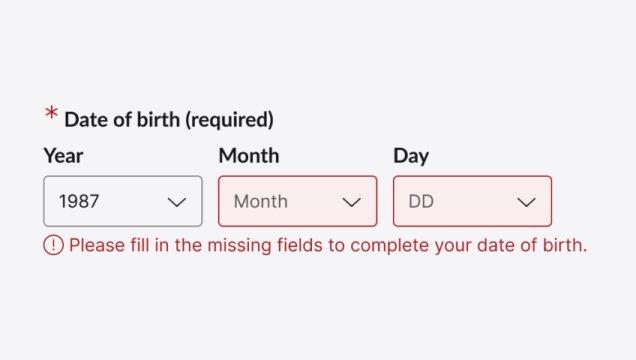 * Date of birth (required)
Year Month Day
1987 Month DD
Please fill in the missing fields to complete your date of birth.